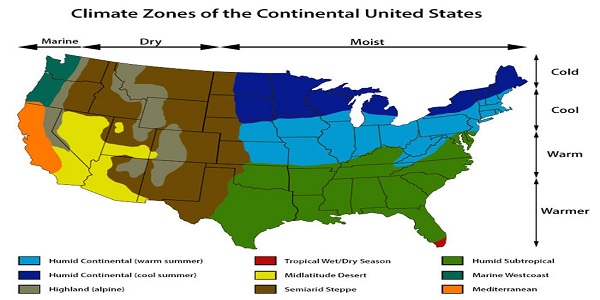 Climate Zones of the Continental United States
Marine Dry Moist
Cold
Cool
Warm
Warmer
Humid Continental (warm summer) Tropical Wet/Dry Season Humid Subtropical
Humid Continental (cool summer) Midlatitude Desert Marine Westcoast
Highland (alpine) Semiarid Steppe Mediterranean